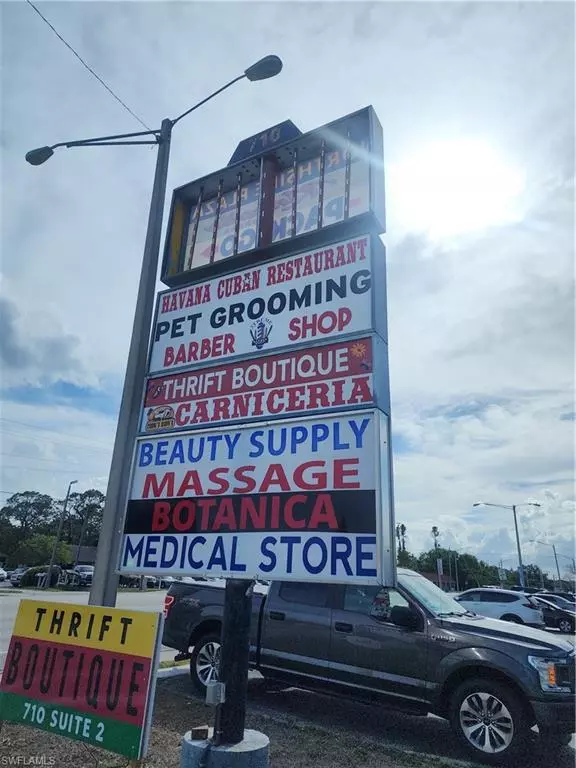 710
HAVANA CUBAN RESTAURANT
PET GROOMING
BARBER SHOP
THRIFT BOUTIQUE
CARNICERIA
BEAUTY SUPPLY
MASSAGE
BOTANICA
MEDICAL STORE
THRIFT
BOUTIQUE
710 SUITE 2
SWFLAMLS